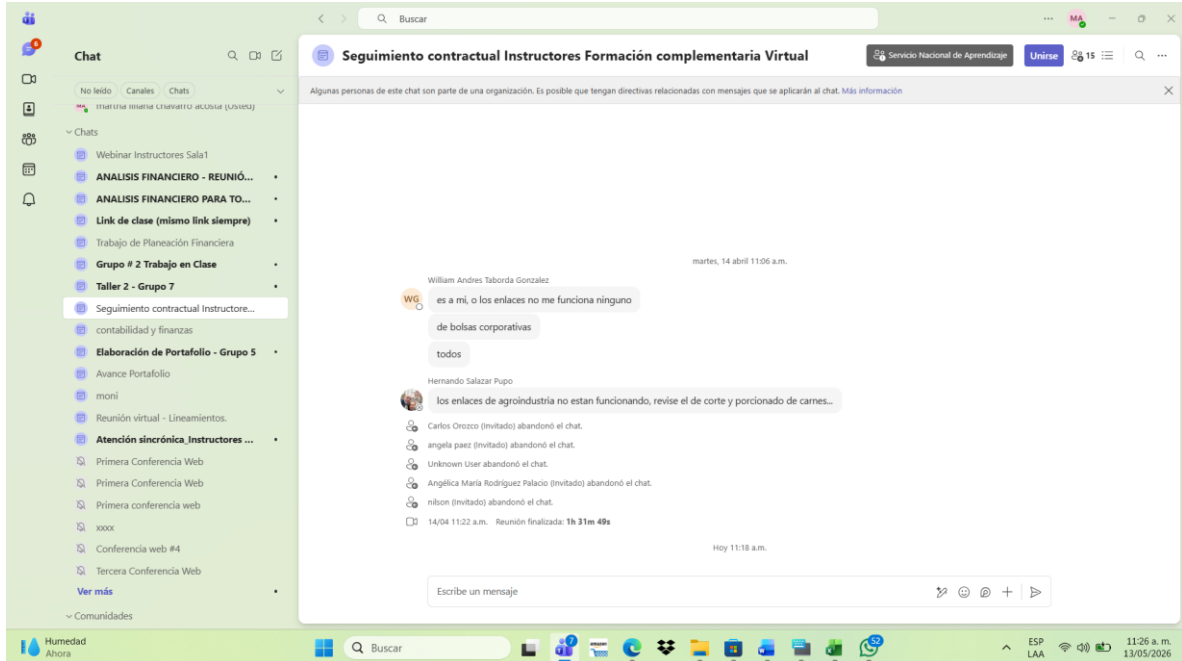 Buscar
MA
6
Chat
No leído Canales Chats
martha liliana chavarro acosta (Usted)
Chats
Webinar Instructores Sala1
ANALISIS FINANCIERO - REUNIÓ...
ANALISIS FINANCIERO PARA TO...
Link de clase (mismo link siempre)
Trabajo de Planeación Financiera
Grupo # 2 Trabajo en Clase
Taller 2 - Grupo 7
Seguimiento contractual Instructore...
contabilidad y finanzas
Elaboración de Portafolio - Grupo 5
Avance Portafolio
moni
Reunión virtual - Lineamientos.
Atención sincrónica_Instructores ...
Primera Conferencia Web
Primera Conferencia Web
Primera conferencia web
xxxx
Conferencia web #4
Tercera Conferencia Web
Ver más
Comunidades
Seguimiento contractual Instructores Formación complementaria Virtual
Servicio Nacional de Aprendizaje
Unirse
15
Algunas personas de este chat son parte de una organización. Es posible que tengan directivas relacionadas con mensajes que se aplicarán al chat. Más información
martes, 14 abril 11:06 a.m.
William Andres Taborda Gonzalez
WG
es a mi, o los enlaces no me funciona ninguno
de bolsas corporativas
todos
Hernando Salazar Pupo
los enlaces de agroindustria no estan funcionando, revise el de corte y porcionado de carnes...
Carlos Orozco (Invitado) abandonó el chat.
angela paez (Invitado) abandonó el chat.
Unknown User abandonó el chat.
Angélica María Rodríguez Palacio (Invitado) abandonó el chat.
nilson (Invitado) abandonó el chat.
14/04 11:22 a.m. Reunión finalizada: 1h 31m 49s
Hoy 11:18 a.m.
Escribe un mensaje
Humedad
Ahora
Buscar
7
52
ESP
LAA
11:26 a. m.
13/05/2026